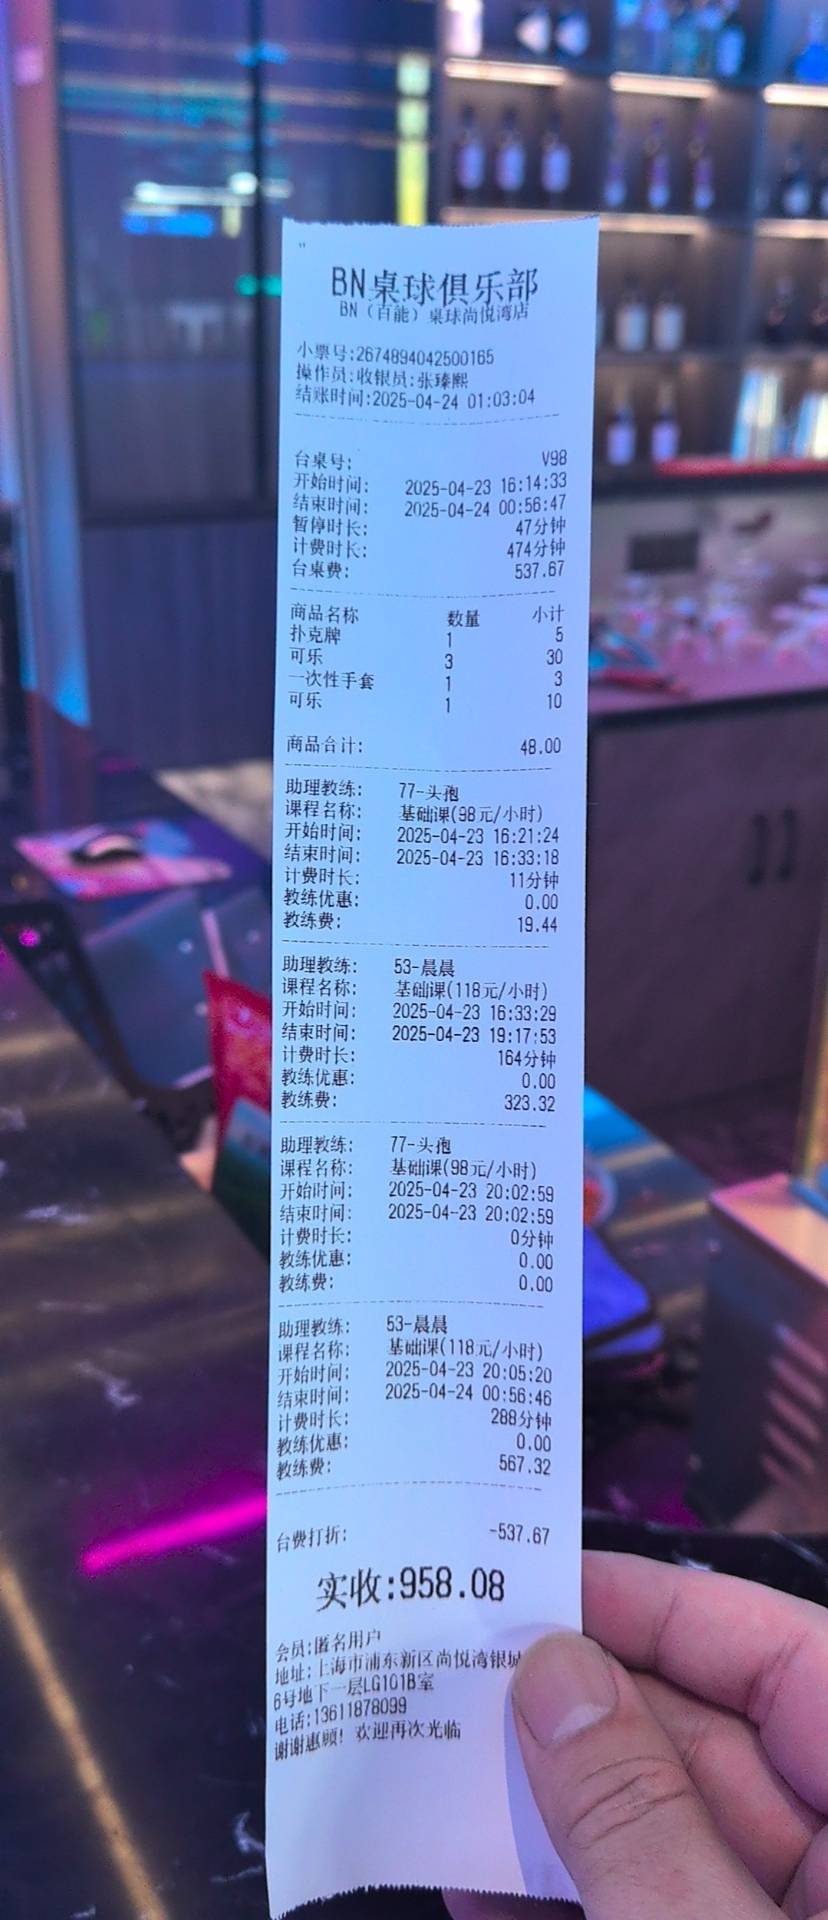 BN桌球俱乐部
BN（百能）桌球尚悦湾店
小票号:2674894042500165
操作员:收银员:张臻熙
结账时间:2025-04-24 01:03:04
台桌号: V98
开始时间: 2025-04-23 16:14:33
结束时间: 2025-04-24 00:56:47
暂停时长: 47分钟
计费时长: 474分钟
台桌费: 537.67
商品名称 数量 小计
扑克牌 1 5
可乐 3 30
一次性手套 1 3
可乐 1 10
商品合计: 48.00
助理教练: 77-头孢
课程名称: 基础课(98元/小时)
开始时间: 2025-04-23 16:21:24
结束时间: 2025-04-23 16:33:18
计费时长: 11分钟
教练优惠: 0.00
教练费: 19.44
助理教练: 53-晨晨
课程名称: 基础课(118元/小时)
开始时间: 2025-04-23 16:33:29
结束时间: 2025-04-23 19:17:53
计费时长: 164分钟
教练优惠: 0.00
教练费: 323.32
助理教练: 77-头孢
课程名称: 基础课(98元/小时)
开始时间: 2025-04-23 20:02:59
结束时间: 2025-04-23 20:02:59
计费时长: 0分钟
教练优惠: 0.00
教练费: 0.00
助理教练: 53-晨晨
课程名称: 基础课(118元/小时)
开始时间: 2025-04-23 20:05:20
结束时间: 2025-04-24 00:56:46
计费时长: 288分钟
教练优惠: 0.00
教练费: 567.32
台费打折: -537.67
实收:958.08
会员:匿名用户
地址:上海市浦东新区尚悦湾银城
6号地下一层LG101B室
电话:13611878099
谢谢惠顾！欢迎再次光临